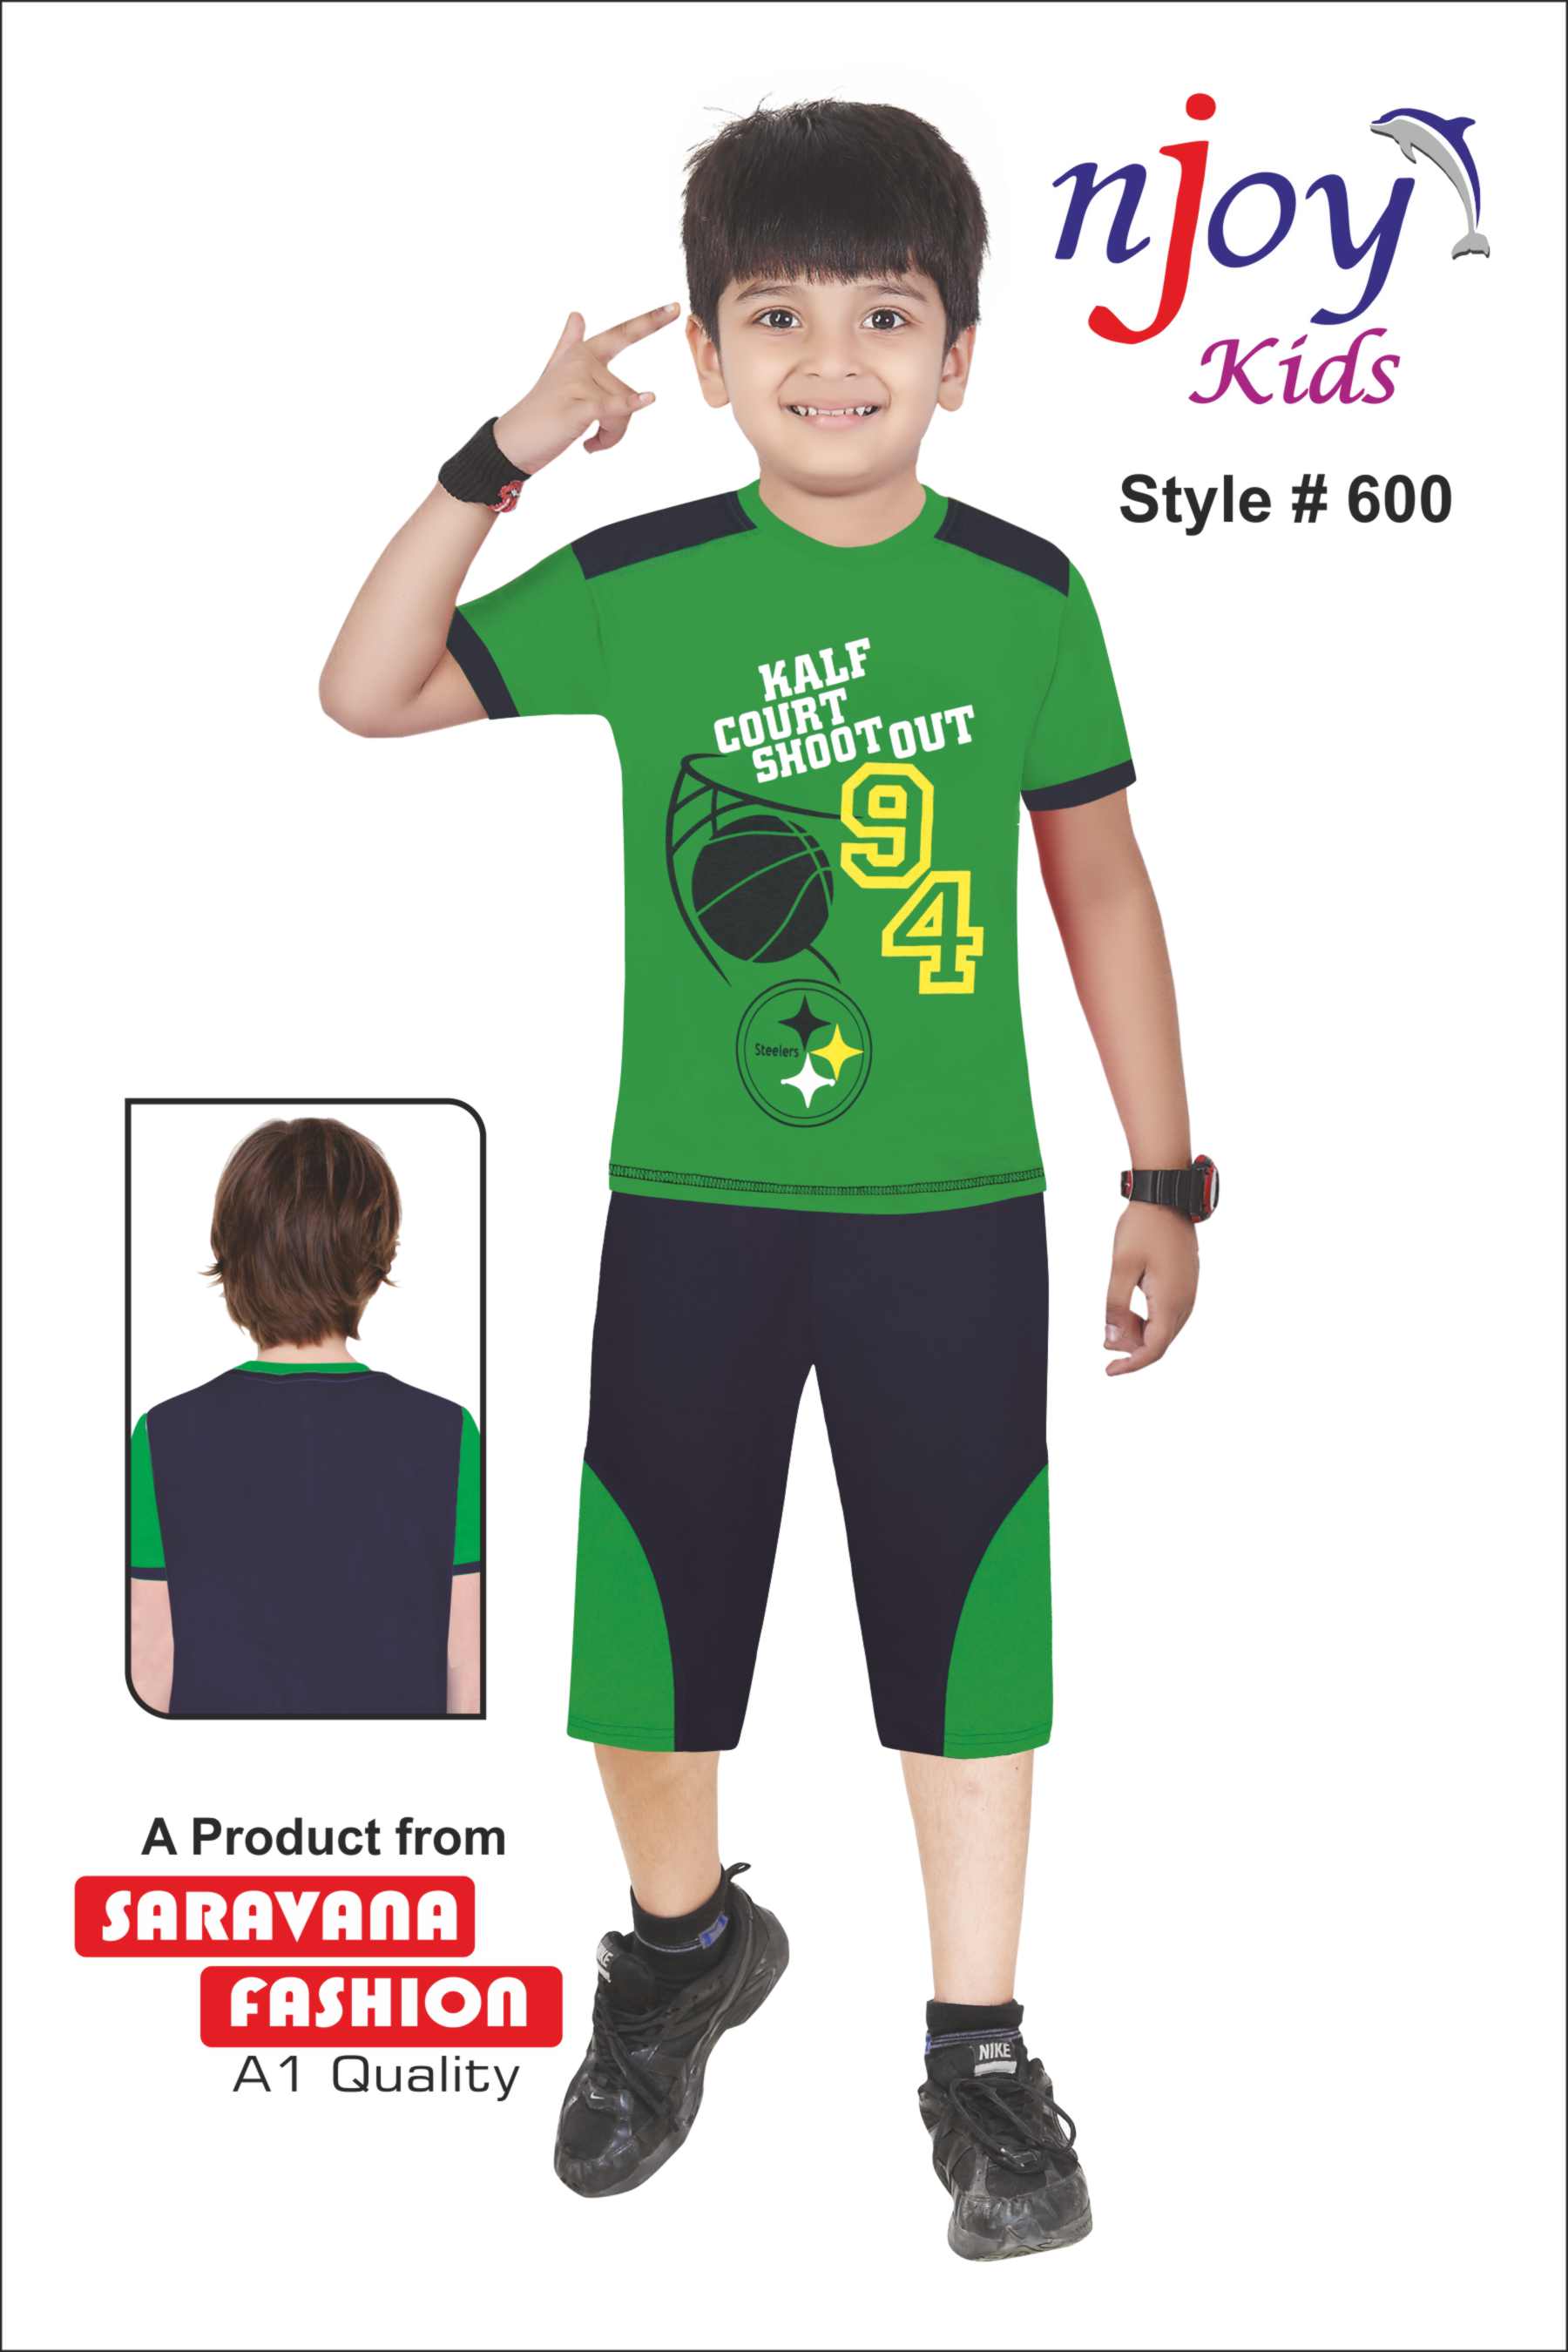 njoy
Kids
Style # 600
KALF
COURT
SHOOT OUT
9
4
Steelers
A Product from
SARAVANA
FASHION
A1 Quality
NIKE
NIKE